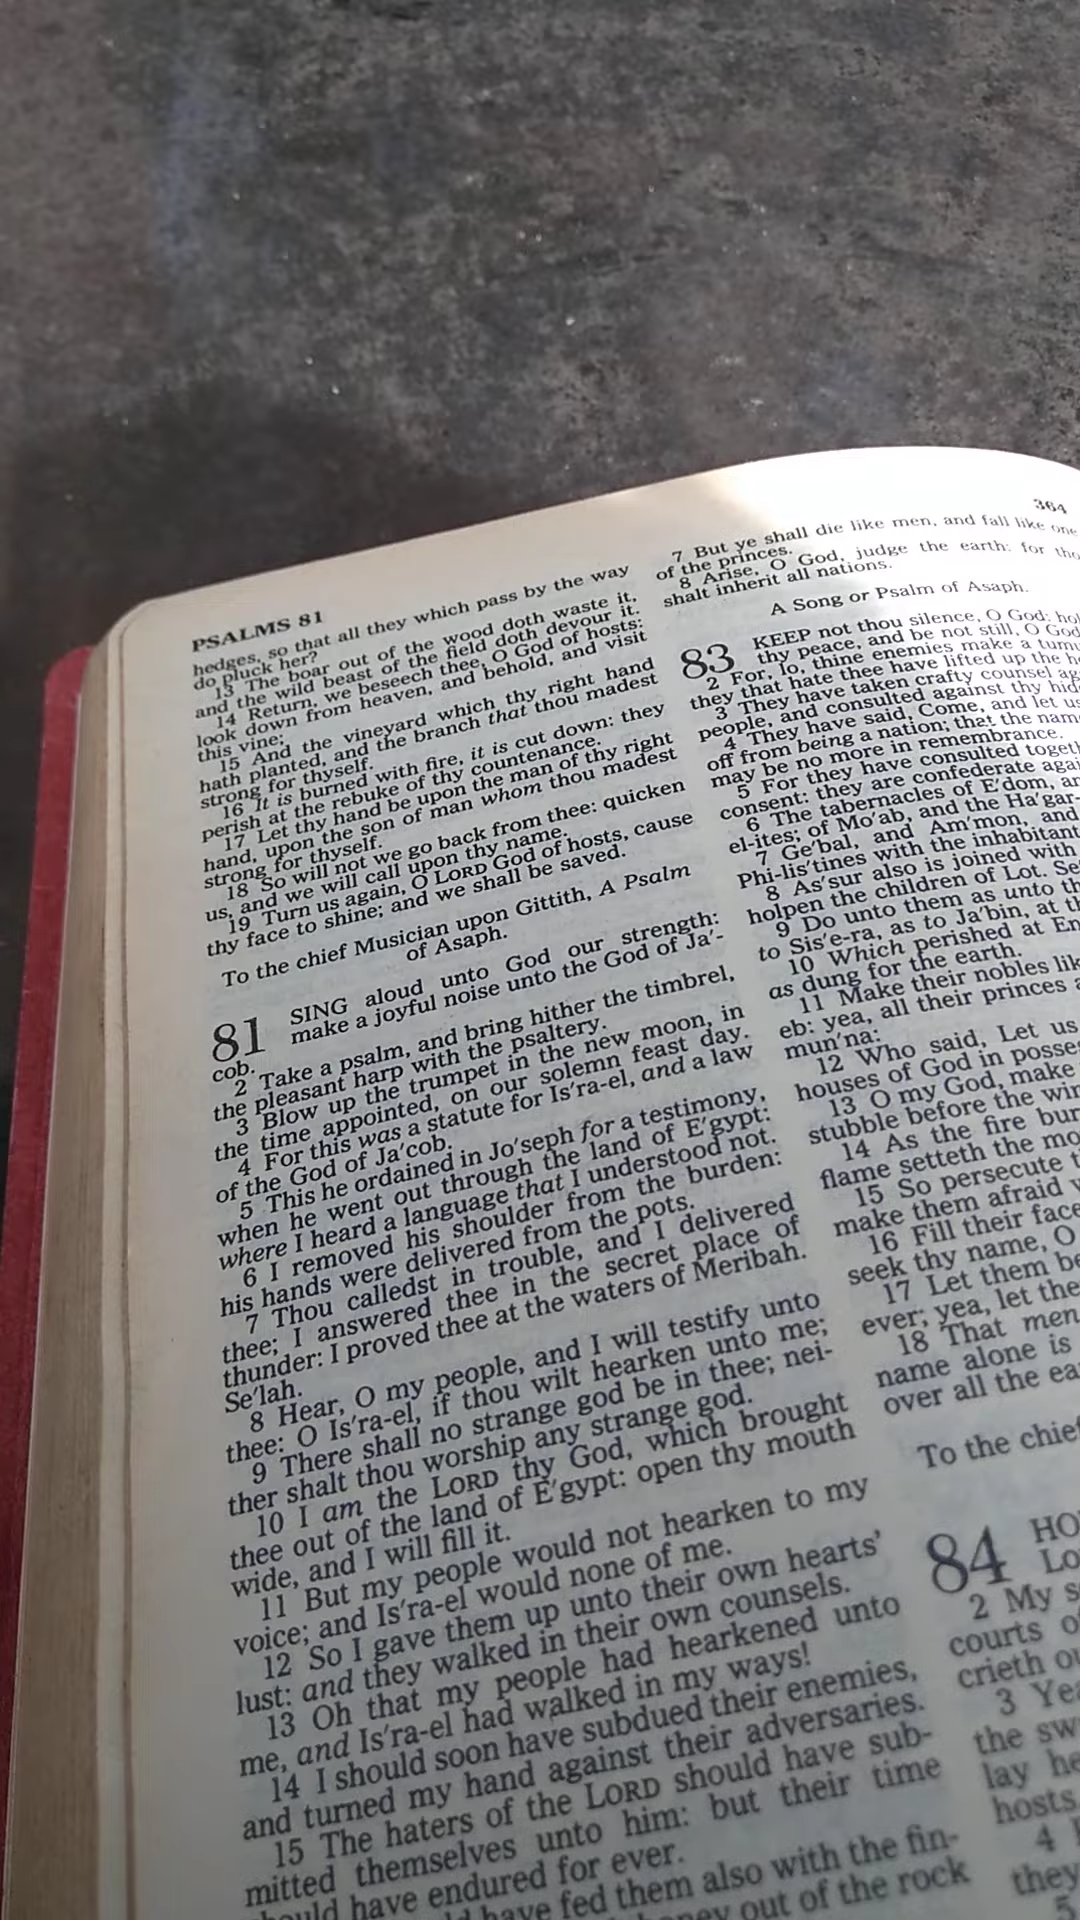 PSALMS 81
hedges, so that all they which pass by the way
do pluck her?
13 The boar out of the wood doth waste it,
and the wild beast of the field doth devour it.
14 Return, we beseech thee, O God of hosts:
look down from heaven, and behold, and visit
this vine;
15 And the vineyard which thy right hand
hath planted, and the branch that thou madest
strong for thyself.
16 It is burned with fire, it is cut down: they
perish at the rebuke of thy countenance.
17 Let thy hand be upon the man of thy right
hand, upon the son of man whom thou madest
strong for thyself.
18 So will not we go back from thee: quicken
us, and we will call upon thy name.
19 Turn us again, O LORD God of hosts, cause
thy face to shine; and we shall be saved.
To the chief Musician upon Gittith, A Psalm
of Asaph.
81 SING aloud unto God our strength:
make a joyful noise unto the God of Ja'-
cob.
2 Take a psalm, and bring hither the timbrel,
the pleasant harp with the psaltery.
3 Blow up the trumpet in the new moon, in
the time appointed, on our solemn feast day.
4 For this was a statute for Is'ra-el, and a law
of the God of Ja'cob.
5 This he ordained in Jo'seph for a testimony,
when he went out through the land of E'gypt:
where I heard a language that I understood not.
6 I removed his shoulder from the burden:
his hands were delivered from the pots.
7 Thou calledst in trouble, and I delivered
thee; I answered thee in the secret place of
thunder: I proved thee at the waters of Meribah.
Se'lah.
8 Hear, O my people, and I will testify unto
thee: O Is'ra-el, if thou wilt hearken unto me;
9 There shall no strange god be in thee; nei-
ther shalt thou worship any strange god.
10 I am the LORD thy God, which brought
thee out of the land of E'gypt: open thy mouth
wide, and I will fill it.
11 But my people would not hearken to my
voice; and Is'ra-el would none of me.
12 So I gave them up unto their own hearts'
lust: and they walked in their own counsels.
13 Oh that my people had hearkened unto
me, and Is'ra-el had walked in my ways!
14 I should soon have subdued their enemies,
and turned my hand against their adversaries.
15 The haters of the LORD should have sub-
mitted themselves unto him: but their time
should have endured for ever.
have fed them also with the fin-
out of the rock
364
7 But ye shall die like men, and fall like one
of the princes.
8 Arise, O God, judge the earth: for
shalt inherit all nations.
A Song or Psalm of Asaph.
83 KEEP not thou silence, O God:
thy peace, and be not still, O God
2 For, lo, thine enemies make a
they that hate thee have lifted up the
3 They have taken crafty counsel
people, and consulted against thy
4 They have said, Come, and let us
off from being a nation; that the
may be no more in remembrance.
5 For they have consulted
consent: they are confederate
6 The tabernacles of E'dom,
el-ites; of Mo'ab, and the Ha'gar-
7 Ge'bal, and Am'mon, and
Phi-lis'tines with the
8 As'sur also is joined with
holpen the children of Lot.
9 Do unto them as unto
to Sis'e-ra, as to Ja'bin, at
10 Which perished at
as dung for the earth.
11 Make their nobles
eb: yea, all their princes
mun'na:
12 Who said, Let us
houses of God in
13 O my God, make
stubble before the
14 As the fire
flame setteth the
15 So persecute
make them afraid
16 Fill their
seek thy name, O
17 Let them
ever; yea, let
18 That men
name alone is
over all the
To the
84
2 My
courts
crieth
3
the
lay
hosts
4
they
5